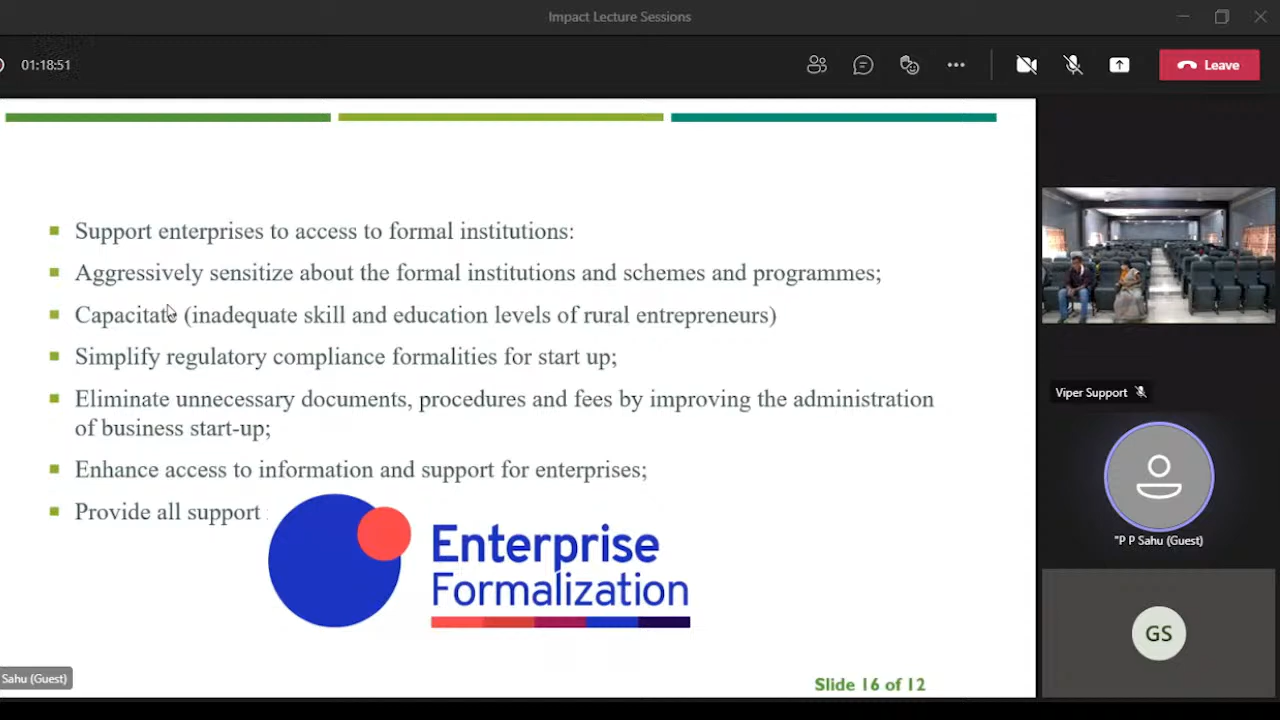 Impact Lecture Sessions
01:18:51
Leave
Support enterprises to access to formal institutions:
Aggressively sensitize about the formal institutions and schemes and programmes;
Capacitate (inadequate skill and education levels of rural entrepreneurs)
Simplify regulatory compliance formalities for start up;
Eliminate unnecessary documents, procedures and fees by improving the administration
of business start-up;
Enhance access to information and support for enterprises;
Provide all support
Enterprise
Formalization
Slide 16 of 12
Sahu (Guest)
Viper Support
"P P Sahu (Guest)
GS